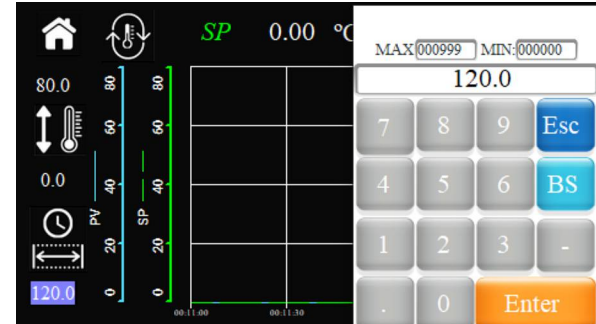 SP 0.00 ℃
MAX 000999 MIN: 000000
120.0
80.0
0.0
120.0
80 60 40 20 0
PV
80 60 40 20 0
SP
00:11:00 00:11:30
7 8 9 Esc
4 5 6 BS
1 2 3 -
. 0 Enter